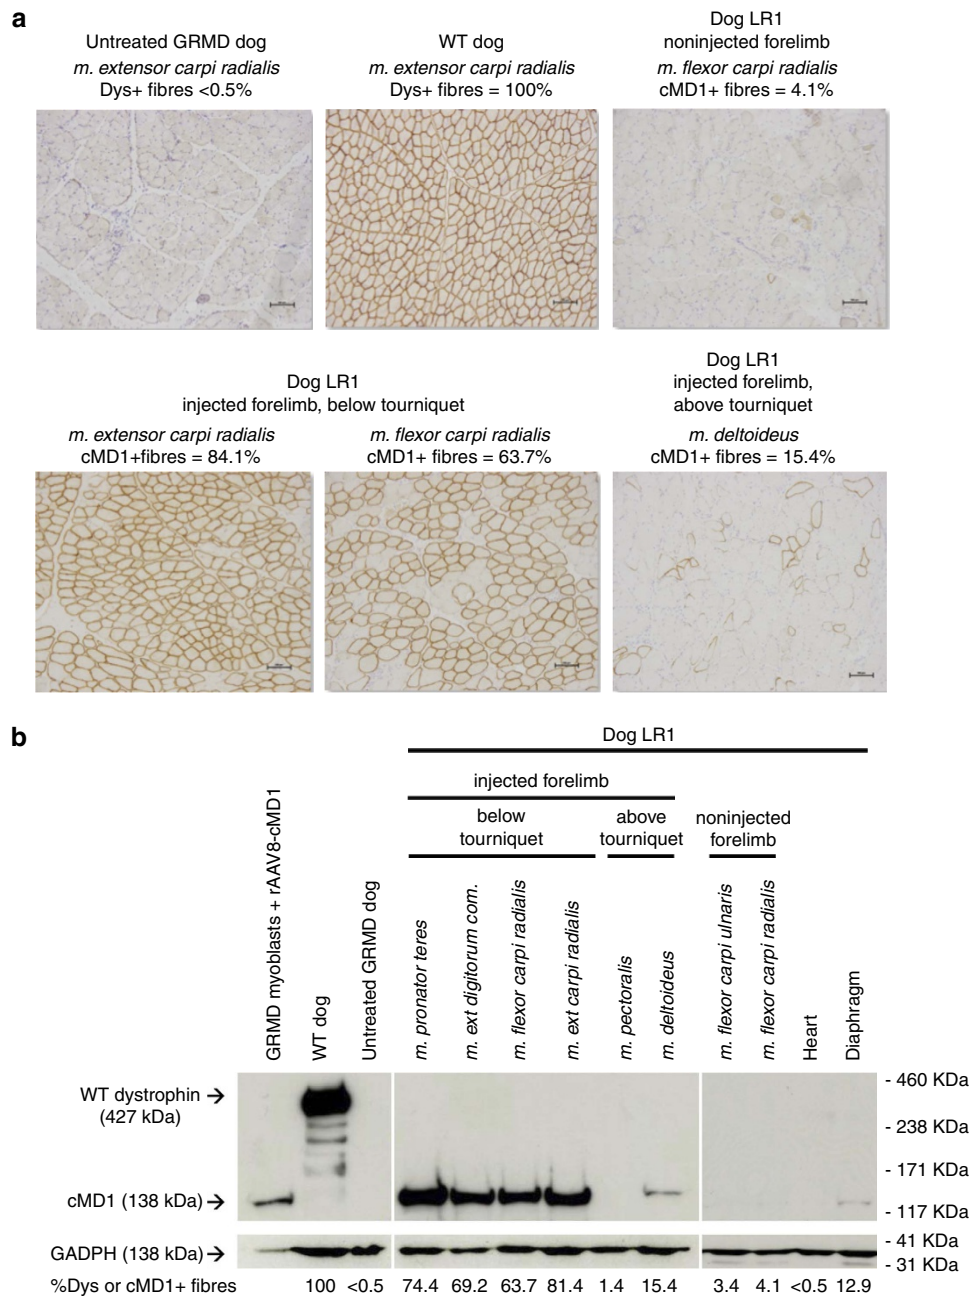 a
Untreated GRMD dog
m. extensor carpi radialis
Dys+ fibres <0.5%
WT dog
m. extensor carpi radialis
Dys+ fibres = 100%
Dog LR1
noninjected forelimb
m. flexor carpi radialis
cMD1+ fibres = 4.1%
Dog LR1
injected forelimb, below tourniquet
m. extensor carpi radialis
cMD1+fibres = 84.1%
m. flexor carpi radialis
cMD1+ fibres = 63.7%
Dog LR1
injected forelimb,
above tourniquet
m. deltoideus
cMD1+ fibres = 15.4%
b
Dog LR1
injected forelimb
below
tourniquet
above
tourniquet
noninjected
forelimb
GRMD myoblasts + rAAV8-cMD1
WT dog
Untreated GRMD dog
m. pronator teres
m. ext digitorum com.
m. flexor carpi radialis
m. ext carpi radialis
m. pectoralis
m. deltoideus
m. flexor carpi ulnaris
m. flexor carpi radialis
Heart
Diaphragm
WT dystrophin →
(427 kDa)
cMD1 (138 kDa) →
GADPH (138 kDa) →
- 460 KDa
- 238 KDa
- 171 KDa
- 117 KDa
- 41 KDa
- 31 KDa
%Dys or cMD1+ fibres 100 <0.5 74.4 69.2 63.7 81.4 1.4 15.4 3.4 4.1 <0.5 12.9